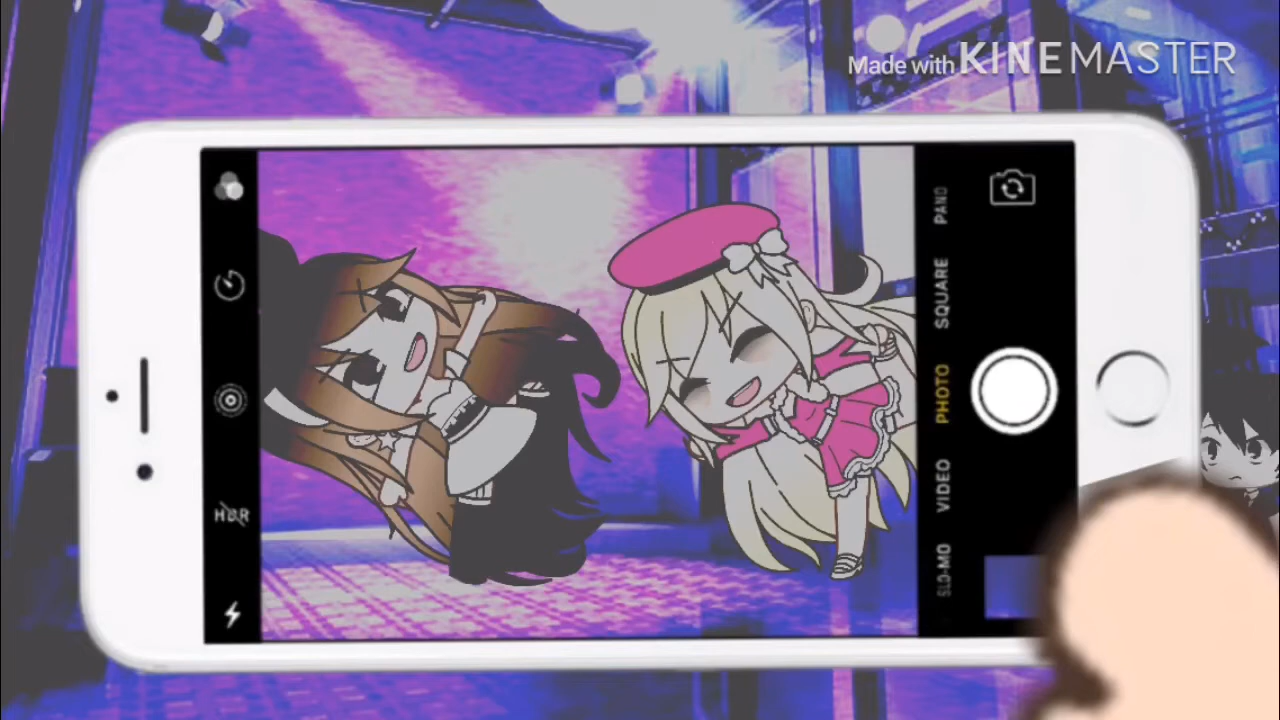 Made with KINEMASTER
PANO
SQUARE
PHOTO
VIDEO
SLO-MO
HDR